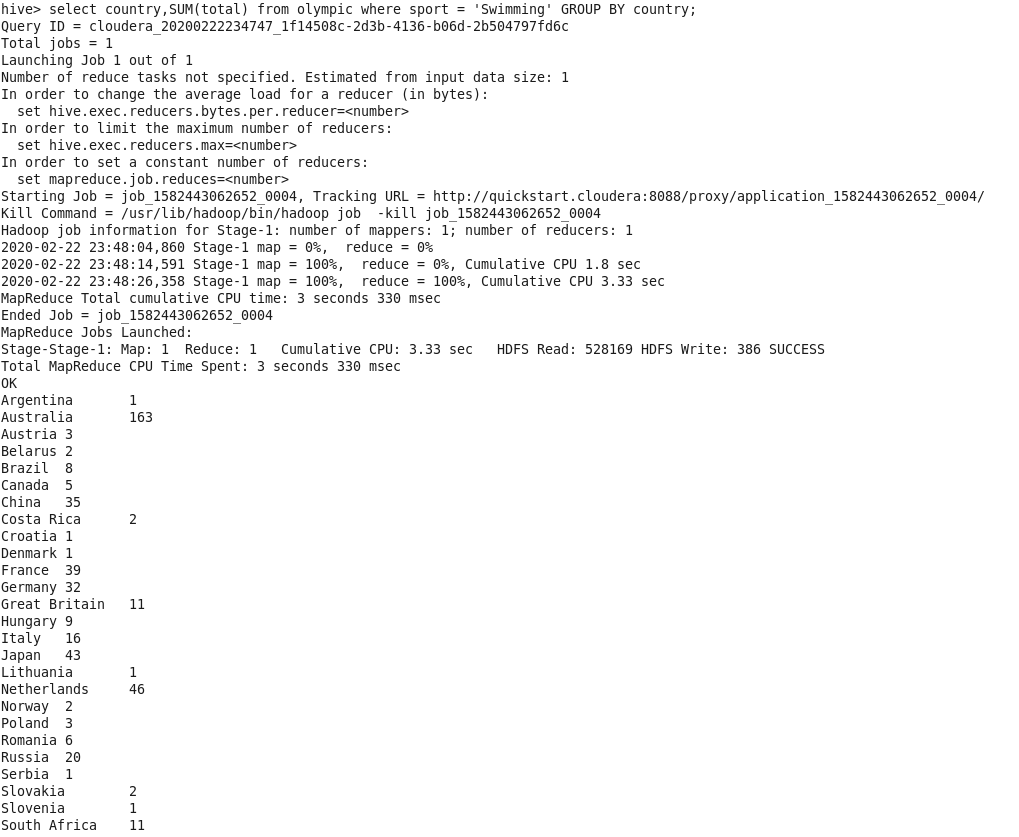 hive> select country,SUM(total) from olympic where sport = 'Swimming' GROUP BY country;
Query ID = cloudera_20200222234747_1f14508c-2d3b-4136-b06d-2b504797fd6c
Total jobs = 1
Launching Job 1 out of 1
Number of reduce tasks not specified. Estimated from input data size: 1
In order to change the average load for a reducer (in bytes):
  set hive.exec.reducers.bytes.per.reducer=<number>
In order to limit the maximum number of reducers:
  set hive.exec.reducers.max=<number>
In order to set a constant number of reducers:
  set mapreduce.job.reduces=<number>
Starting Job = job_1582443062652_0004, Tracking URL = http://quickstart.cloudera:8088/proxy/application_1582443062652_0004/
Kill Command = /usr/lib/hadoop/bin/hadoop job  -kill job_1582443062652_0004
Hadoop job information for Stage-1: number of mappers: 1; number of reducers: 1
2020-02-22 23:48:04,860 Stage-1 map = 0%,  reduce = 0%
2020-02-22 23:48:14,591 Stage-1 map = 100%,  reduce = 0%, Cumulative CPU 1.8 sec
2020-02-22 23:48:26,358 Stage-1 map = 100%,  reduce = 100%, Cumulative CPU 3.33 sec
MapReduce Total cumulative CPU time: 3 seconds 330 msec
Ended Job = job_1582443062652_0004
MapReduce Jobs Launched:
Stage-Stage-1: Map: 1  Reduce: 1   Cumulative CPU: 3.33 sec   HDFS Read: 528169 HDFS Write: 386 SUCCESS
Total MapReduce CPU Time Spent: 3 seconds 330 msec
OK
Argentina	1
Australia	163
Austria	3
Belarus	2
Brazil	8
Canada	5
China	35
Costa Rica	2
Croatia	1
Denmark	1
France	39
Germany	32
Great Britain	11
Hungary	9
Italy	16
Japan	43
Lithuania	1
Netherlands	46
Norway	2
Poland	3
Romania	6
Russia	20
Serbia	1
Slovakia	2
Slovenia	1
South Africa	11